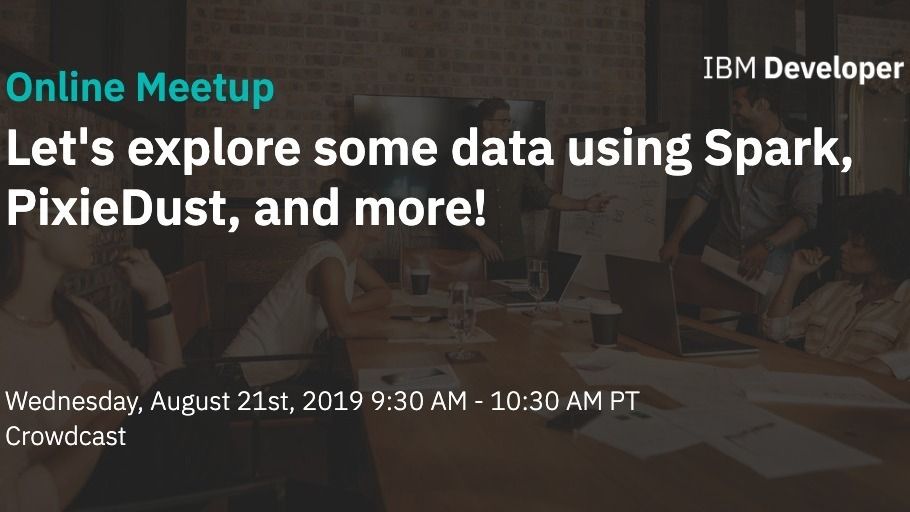 IBM Developer
Online Meetup
Let's explore some data using Spark,
PixieDust, and more!
Wednesday, August 21st, 2019 9:30 AM - 10:30 AM PT
Crowdcast